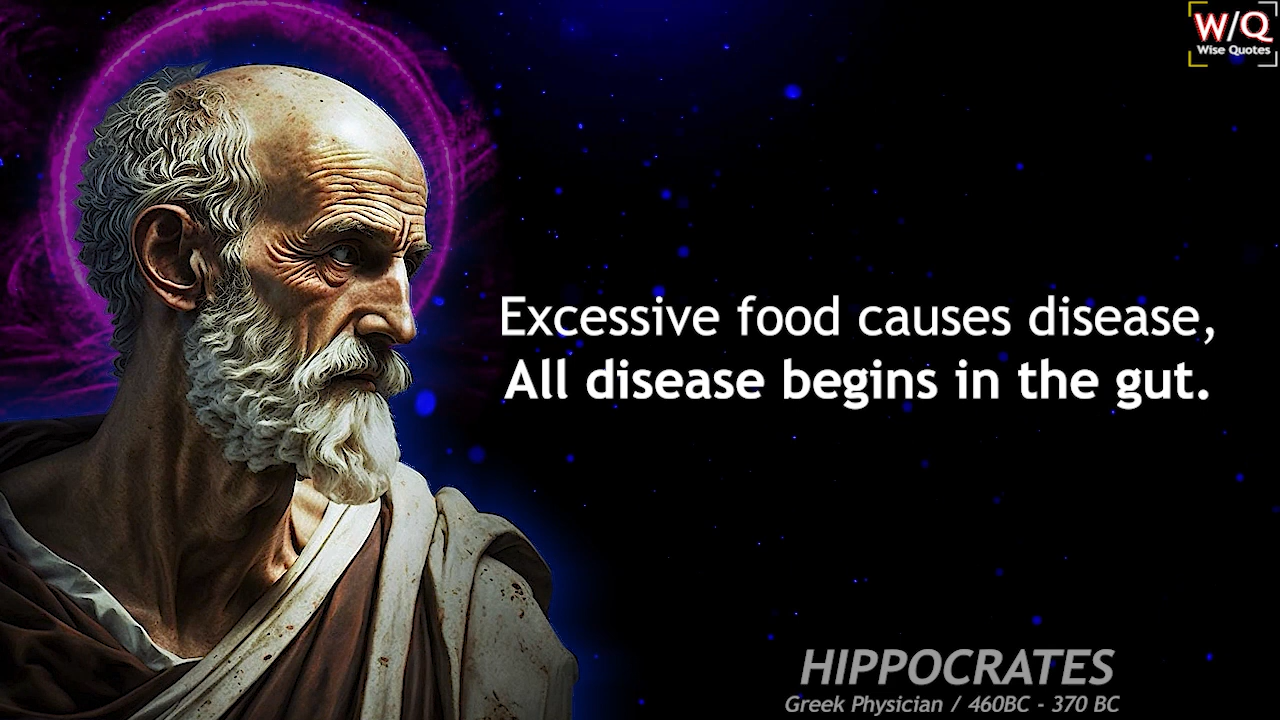 W/Q
Wise Quotes
Excessive food causes disease,
All disease begins in the gut.
HIPPOCRATES
Greek Physician / 460BC - 370 BC